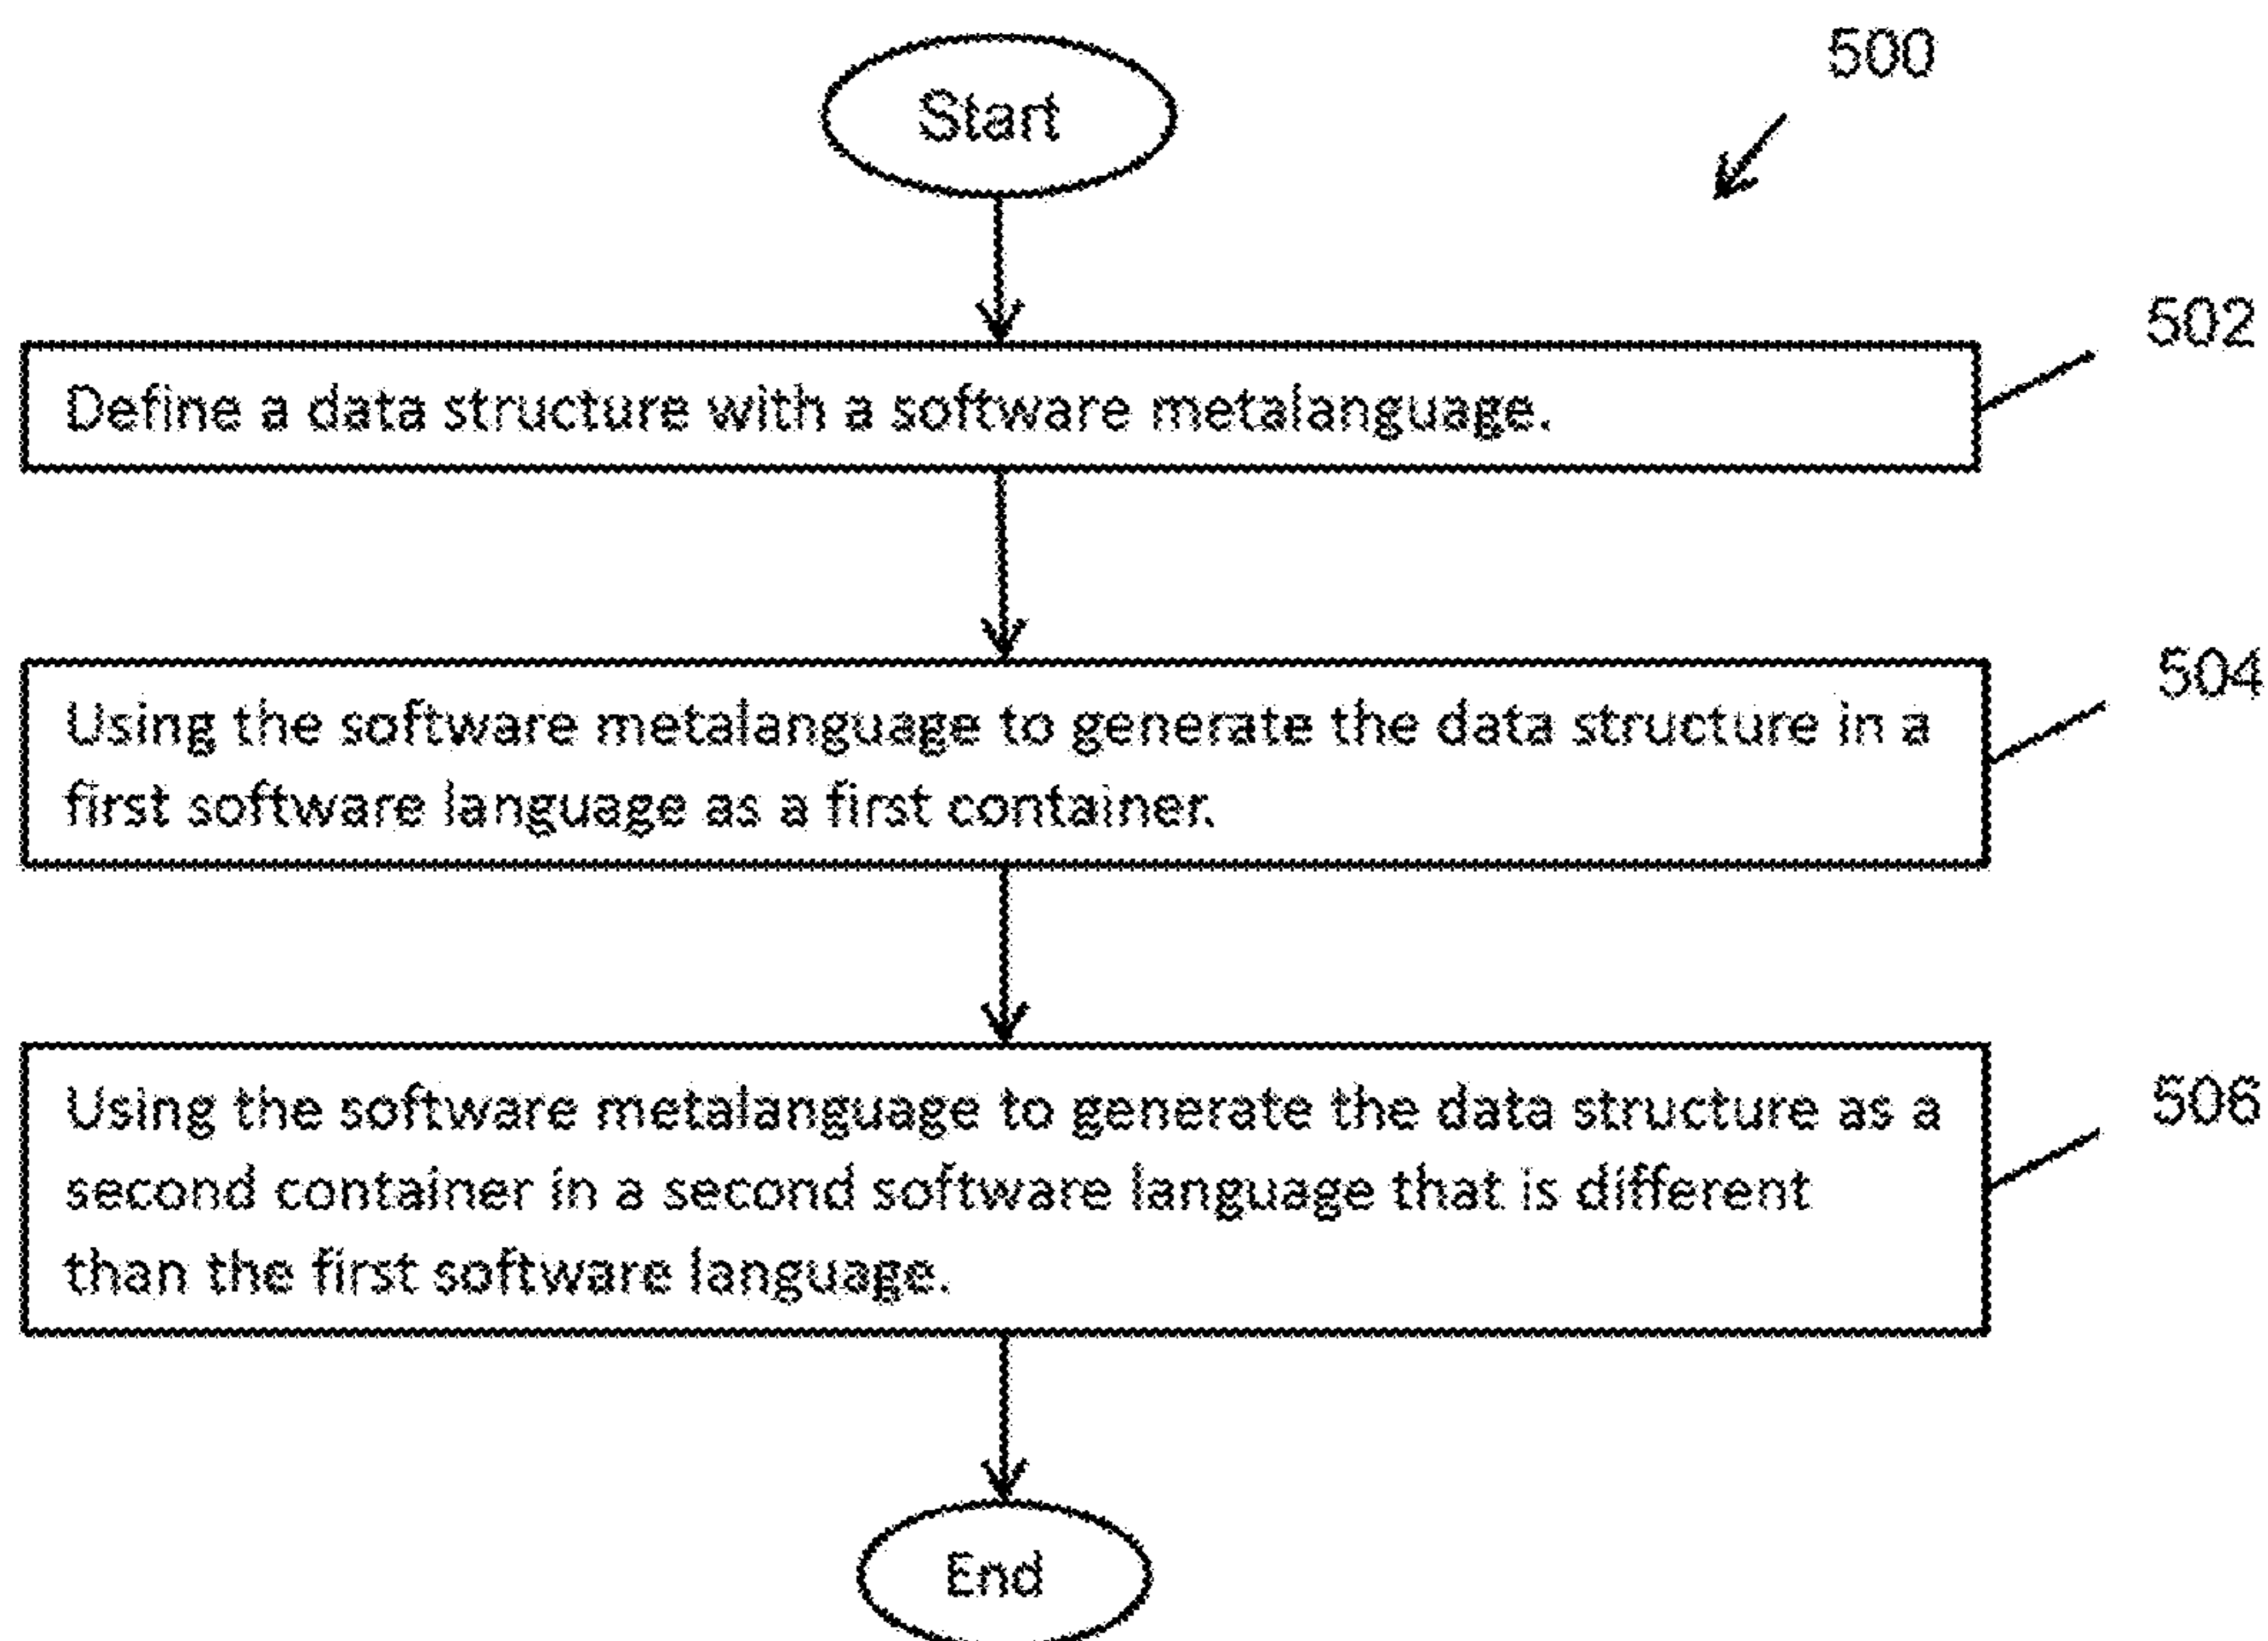 Start
500
502
Define a data structure with a software metalanguage.
504
Using the software metalanguage to generate the data structure in a
first software language as a first container.
506
Using the software metalanguage to generate the data structure as a
second container in a second software language that is different
than the first software language.
End